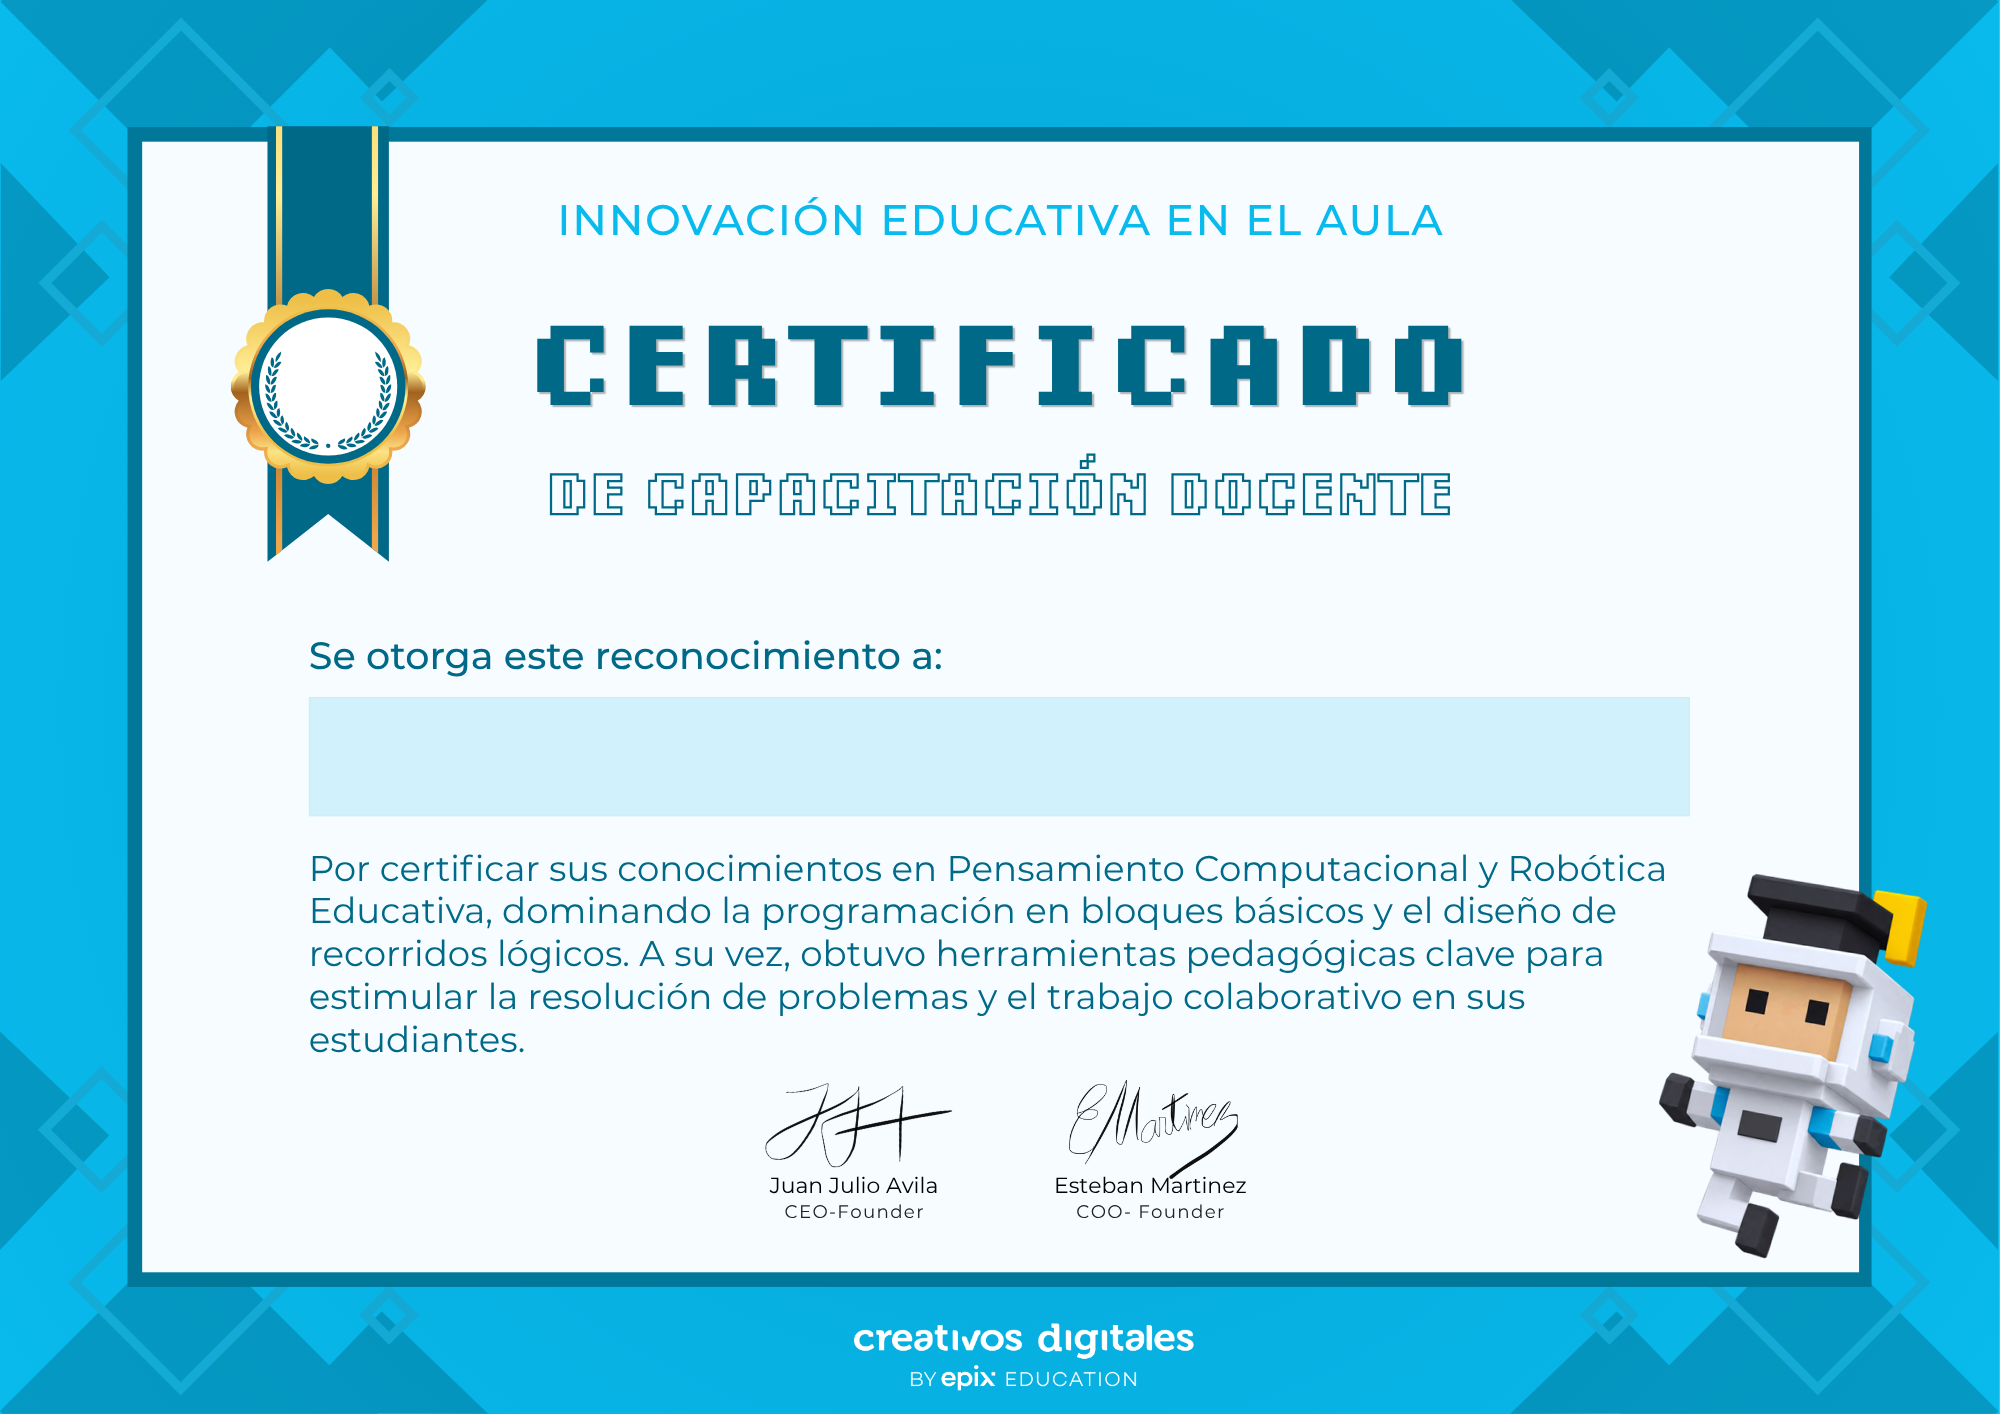 INNOVACIÓN EDUCATIVA EN EL AULA
CERTIFICADO
DE CAPACITACIÓN DOCENTE
Se otorga este reconocimiento a:
Por certificar sus conocimientos en Pensamiento Computacional y Robótica
Educativa, dominando la programación en bloques básicos y el diseño de
recorridos lógicos. A su vez, obtuvo herramientas pedagógicas clave para
estimular la resolución de problemas y el trabajo colaborativo en sus
estudiantes.
EMartinez
Juan Julio Avila
CEO-Founder
Esteban Martinez
COO- Founder
creativos digitales
BY epix EDUCATION